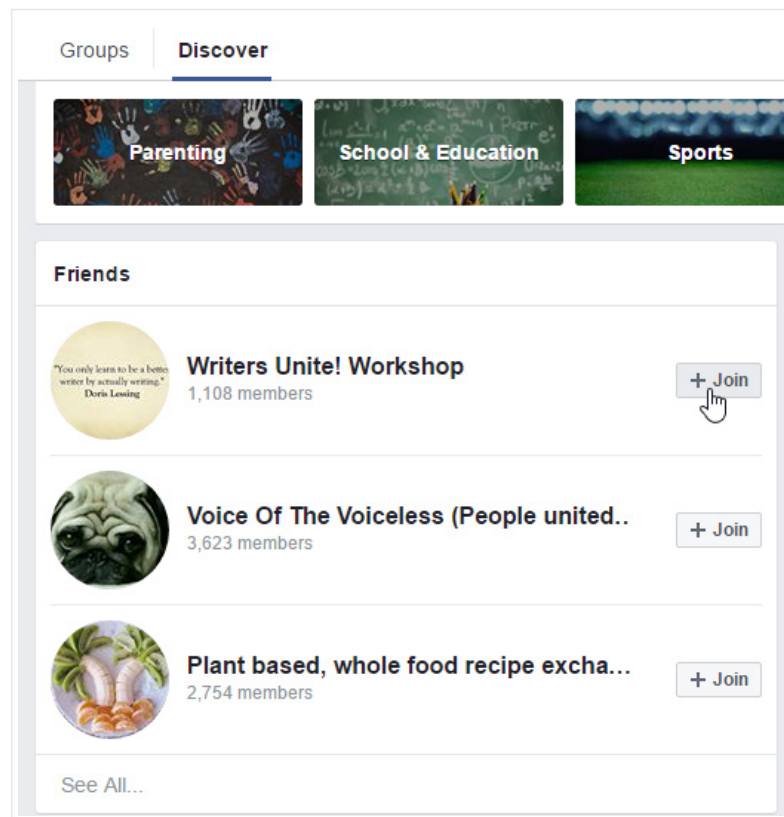 Groups Discover
Parenting School & Education Sports
Friends
"You only learn to be a bette
writer by actually writing."
Doris Lessing
Writers Unite! Workshop
1,108 members
+ Join
Voice Of The Voiceless (People united..
3,623 members
+ Join
Plant based, whole food recipe excha...
2,754 members
+ Join
See All...